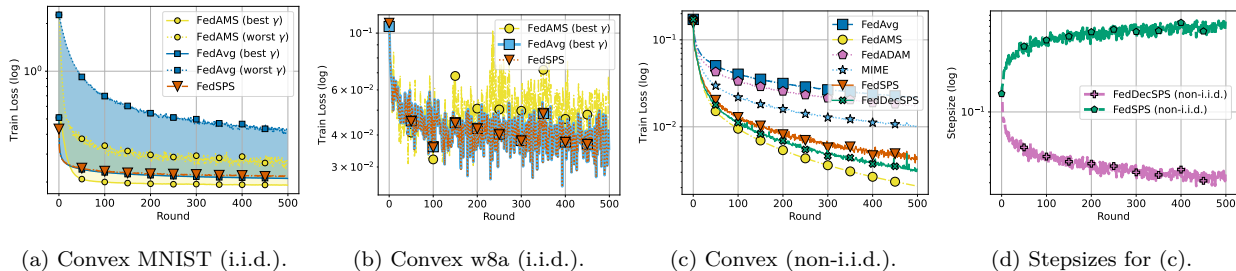 Train Loss (log)
10⁰
FedAMS (best γ)
FedAMS (worst γ)
FedAvg (best γ)
FedAvg (worst γ)
FedSPS
0 100 200 300 400 500
Round
(a) Convex MNIST (i.i.d.).
Train Loss (log)
10⁻¹
6 × 10⁻²
4 × 10⁻²
3 × 10⁻²
FedAMS (best γ)
FedAvg (best γ)
FedSPS
0 100 200 300 400 500
Round
(b) Convex w8a (i.i.d.).
Train Loss (log)
10⁻¹
10⁻²
FedAvg
FedAMS
FedADAM
MIME
FedSPS
FedDecSPS
0 100 200 300 400 500
Round
(c) Convex (non-i.i.d.).
Stepsize (log)
10⁻¹
FedDecSPS (non-i.i.d.)
FedSPS (non-i.i.d.)
0 100 200 300 400 500
Round
(d) Stepsizes for (c).